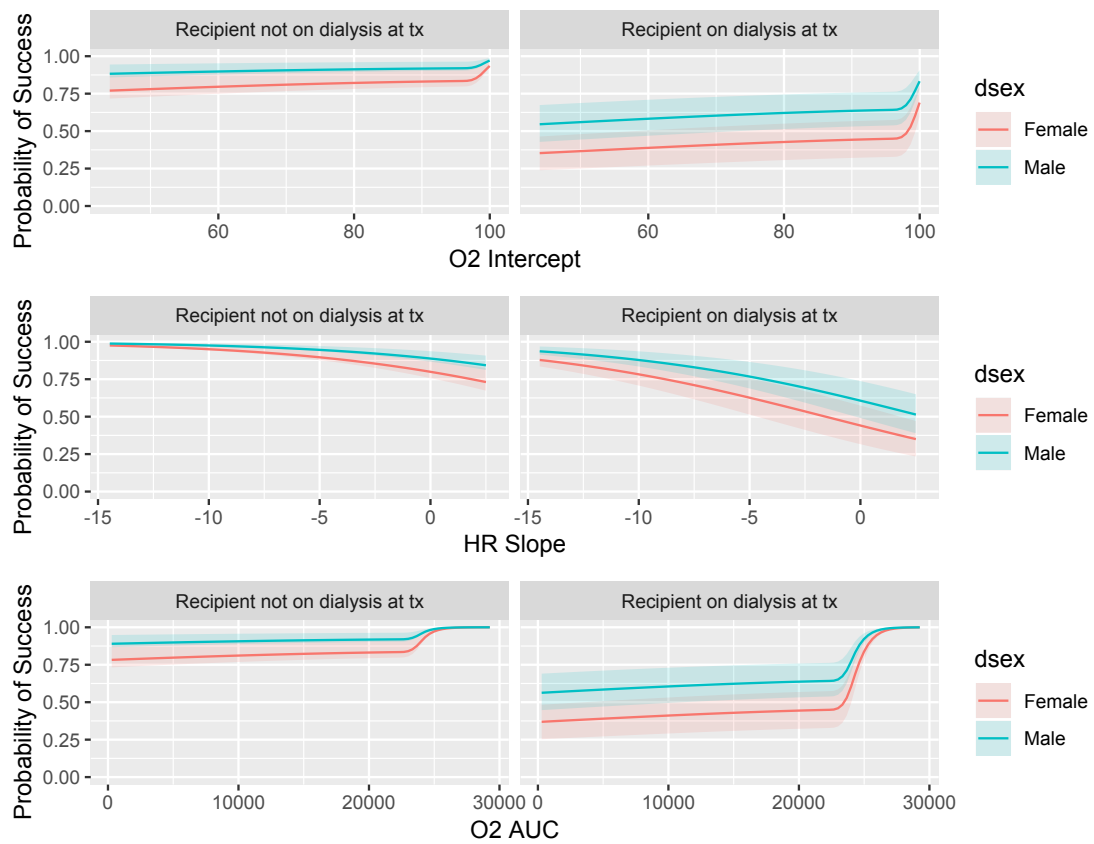 Recipient not on dialysis at tx
Recipient on dialysis at tx
Probability of Success
1.00
0.75
0.50
0.25
0.00
60
80
100
60
80
100
O2 Intercept
dsex
Female
Male
Recipient not on dialysis at tx
Recipient on dialysis at tx
Probability of Success
1.00
0.75
0.50
0.25
0.00
-15
-10
-5
0
-15
-10
-5
0
HR Slope
dsex
Female
Male
Recipient not on dialysis at tx
Recipient on dialysis at tx
Probability of Success
1.00
0.75
0.50
0.25
0.00
0
10000
20000
30000
0
10000
20000
30000
O2 AUC
dsex
Female
Male